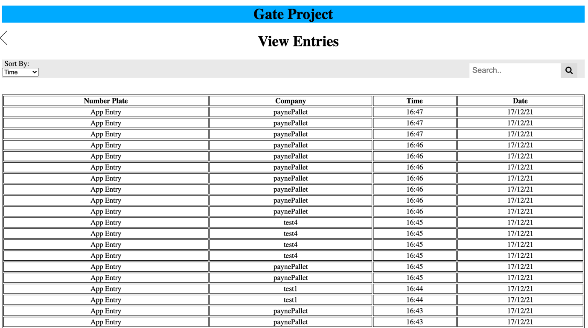 Gate Project
View Entries
Sort By:
Time
Search..
Number Plate Company Time Date
App Entry paynePallet 16:47 17/12/21
App Entry paynePallet 16:47 17/12/21
App Entry paynePallet 16:47 17/12/21
App Entry paynePallet 16:46 17/12/21
App Entry paynePallet 16:46 17/12/21
App Entry paynePallet 16:46 17/12/21
App Entry paynePallet 16:46 17/12/21
App Entry paynePallet 16:46 17/12/21
App Entry paynePallet 16:46 17/12/21
App Entry paynePallet 16:46 17/12/21
App Entry test4 16:45 17/12/21
App Entry test4 16:45 17/12/21
App Entry test4 16:45 17/12/21
App Entry test4 16:45 17/12/21
App Entry paynePallet 16:45 17/12/21
App Entry paynePallet 16:45 17/12/21
App Entry test1 16:44 17/12/21
App Entry test1 16:44 17/12/21
App Entry paynePallet 16:43 17/12/21
App Entry paynePallet 16:43 17/12/21